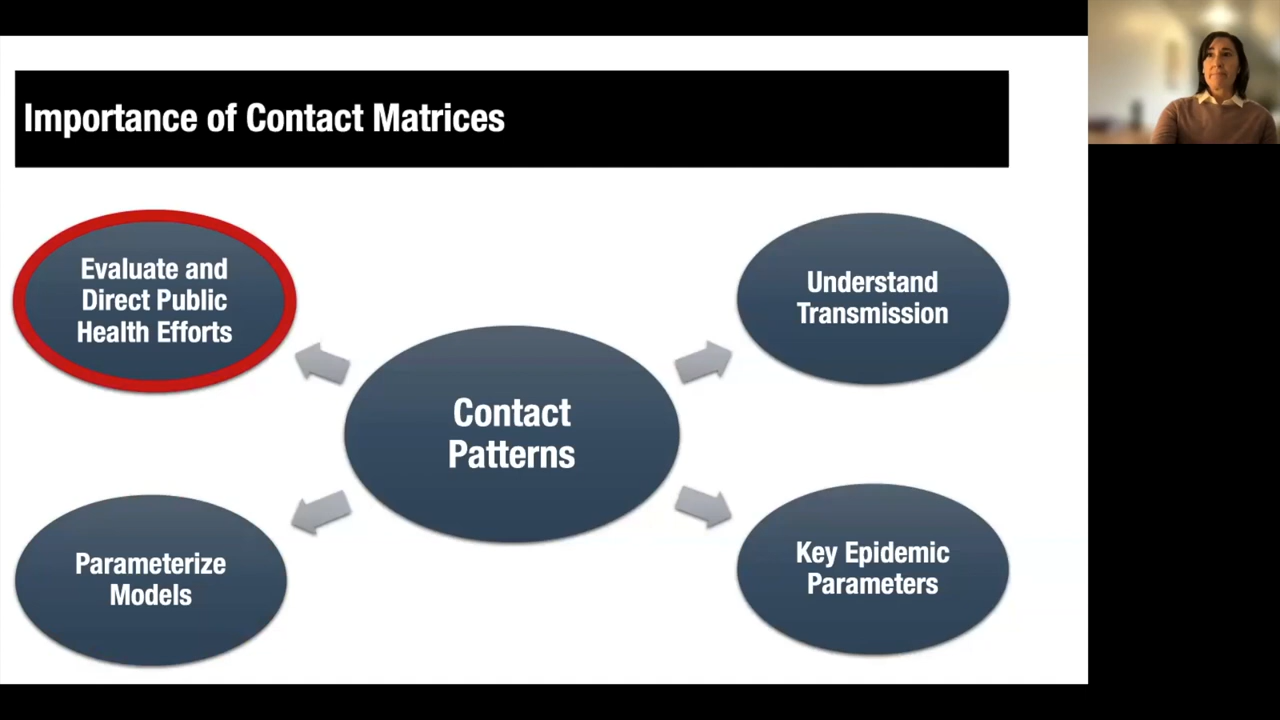 Importance of Contact Matrices
Evaluate and
Direct Public
Health Efforts
Understand
Transmission
Contact
Patterns
Parameterize
Models
Key Epidemic
Parameters